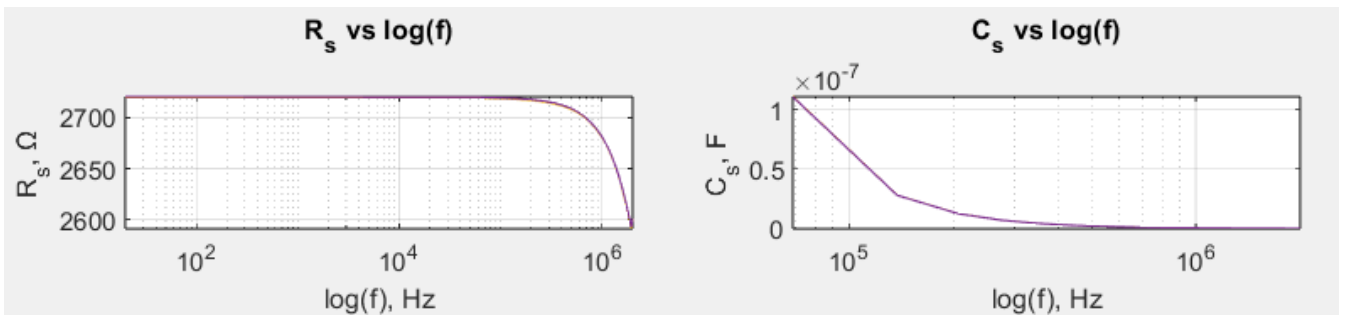 R_s vs log(f)
R_s, Ω
2700
2650
2600
10^2
10^4
10^6
log(f), Hz
C_s vs log(f)
×10^-7
C_s, F
1
0.5
0
10^5
10^6
log(f), Hz